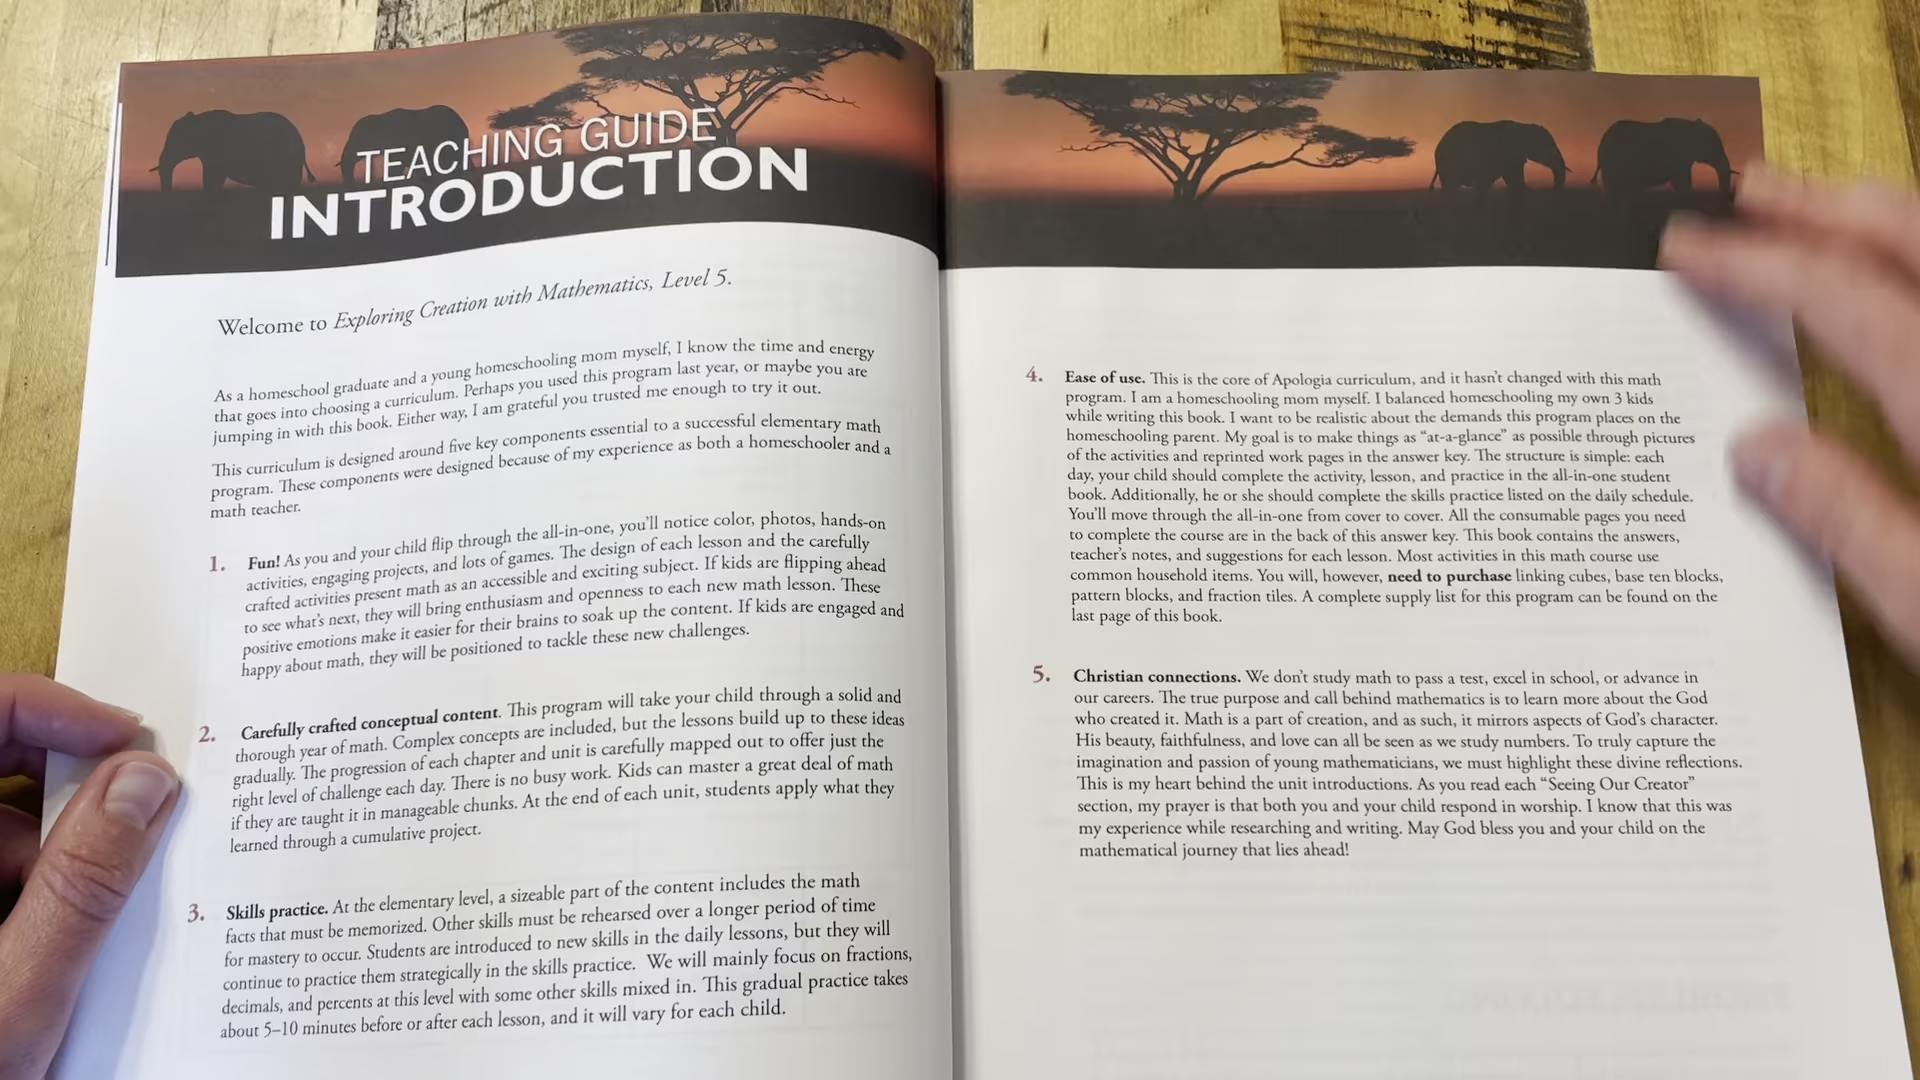 TEACHING GUIDE
INTRODUCTION
Welcome to Exploring Creation with Mathematics, Level 5.
As a homeschool graduate and a young homeschooling mom myself, I know the time and energy
that goes into choosing a curriculum. Perhaps you used this program last year, or maybe you are
jumping in with this book. Either way, I am grateful you trusted me enough to try it out.
This curriculum is designed around five key components essential to a successful elementary math
program. These components were designed because of my experience as both a homeschooler and a
math teacher.
1. Fun! As you and your child flip through the all-in-one, you'll notice color, photos, hands-on
activities, engaging projects, and lots of games. The design of each lesson and the carefully
crafted activities present math as an accessible and exciting subject. If kids are flipping ahead
to see what's next, they will bring enthusiasm and openness to each new math lesson. These
positive emotions make it easier for their brains to soak up the content. If kids are engaged and
happy about math, they will be positioned to tackle these new challenges.
2. Carefully crafted conceptual content. This program will take your child through a solid and
thorough year of math. Complex concepts are included, but the lessons build up to these ideas
gradually. The progression of each chapter and unit is carefully mapped out to offer just the
right level of challenge each day. There is no busy work. Kids can master a great deal of math
if they are taught it in manageable chunks. At the end of each unit, students apply what they
learned through a cumulative project.
3. Skills practice. At the elementary level, a sizeable part of the content includes the math
facts that must be memorized. Other skills must be rehearsed over a longer period of time
for mastery to occur. Students are introduced to new skills in the daily lessons, but they will
continue to practice them strategically in the skills practice. We will mainly focus on fractions,
decimals, and percents at this level with some other skills mixed in. This gradual practice takes
about 5–10 minutes before or after each lesson, and it will vary for each child.
4. Ease of use. This is the core of Apologia curriculum, and it hasn't changed with this math
program. I am a homeschooling mom myself. I balanced homeschooling my own 3 kids
while writing this book. I want to be realistic about the demands this program places on the
homeschooling parent. My goal is to make things as "at-a-glance" as possible through pictures
of the activities and reprinted work pages in the answer key. The structure is simple: each
day, your child should complete the activity, lesson, and practice in the all-in-one student
book. Additionally, he or she should complete the skills practice listed on the daily schedule.
You'll move through the all-in-one from cover to cover. All the consumable pages you need
to complete the course are in the back of this answer key. This book contains the answers,
teacher's notes, and suggestions for each lesson. Most activities in this math course use
common household items. You will, however, need to purchase linking cubes, base ten blocks,
pattern blocks, and fraction tiles. A complete supply list for this program can be found on the
last page of this book.
5. Christian connections. We don't study math to pass a test, excel in school, or advance in
our careers. The true purpose and call behind mathematics is to learn more about the God
who created it. Math is a part of creation, and as such, it mirrors aspects of God's character.
His beauty, faithfulness, and love can all be seen as we study numbers. To truly capture the
imagination and passion of young mathematicians, we must highlight these divine reflections.
This is my heart behind the unit introductions. As you read each "Seeing Our Creator"
section, my prayer is that both you and your child respond in worship. I know that this was
my experience while researching and writing. May God bless you and your child on the
mathematical journey that lies ahead!